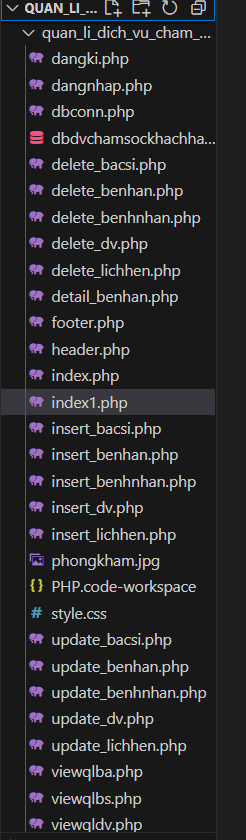 QUAN_LI_...
quan_li_dich_vu_cham_...
dangki.php
dangnhap.php
dbconn.php
dbdvchamsockhachha...
delete_bacsi.php
delete_benhan.php
delete_benhnhan.php
delete_dv.php
delete_lichhen.php
detail_benhan.php
footer.php
header.php
index.php
index1.php
insert_bacsi.php
insert_benhan.php
insert_benhnhan.php
insert_dv.php
insert_lichhen.php
phongkham.jpg
{} PHP.code-workspace
# style.css
update_bacsi.php
update_benhan.php
update_benhnhan.php
update_dv.php
update_lichhen.php
viewqlba.php
viewqlbs.php
viewqldv.php